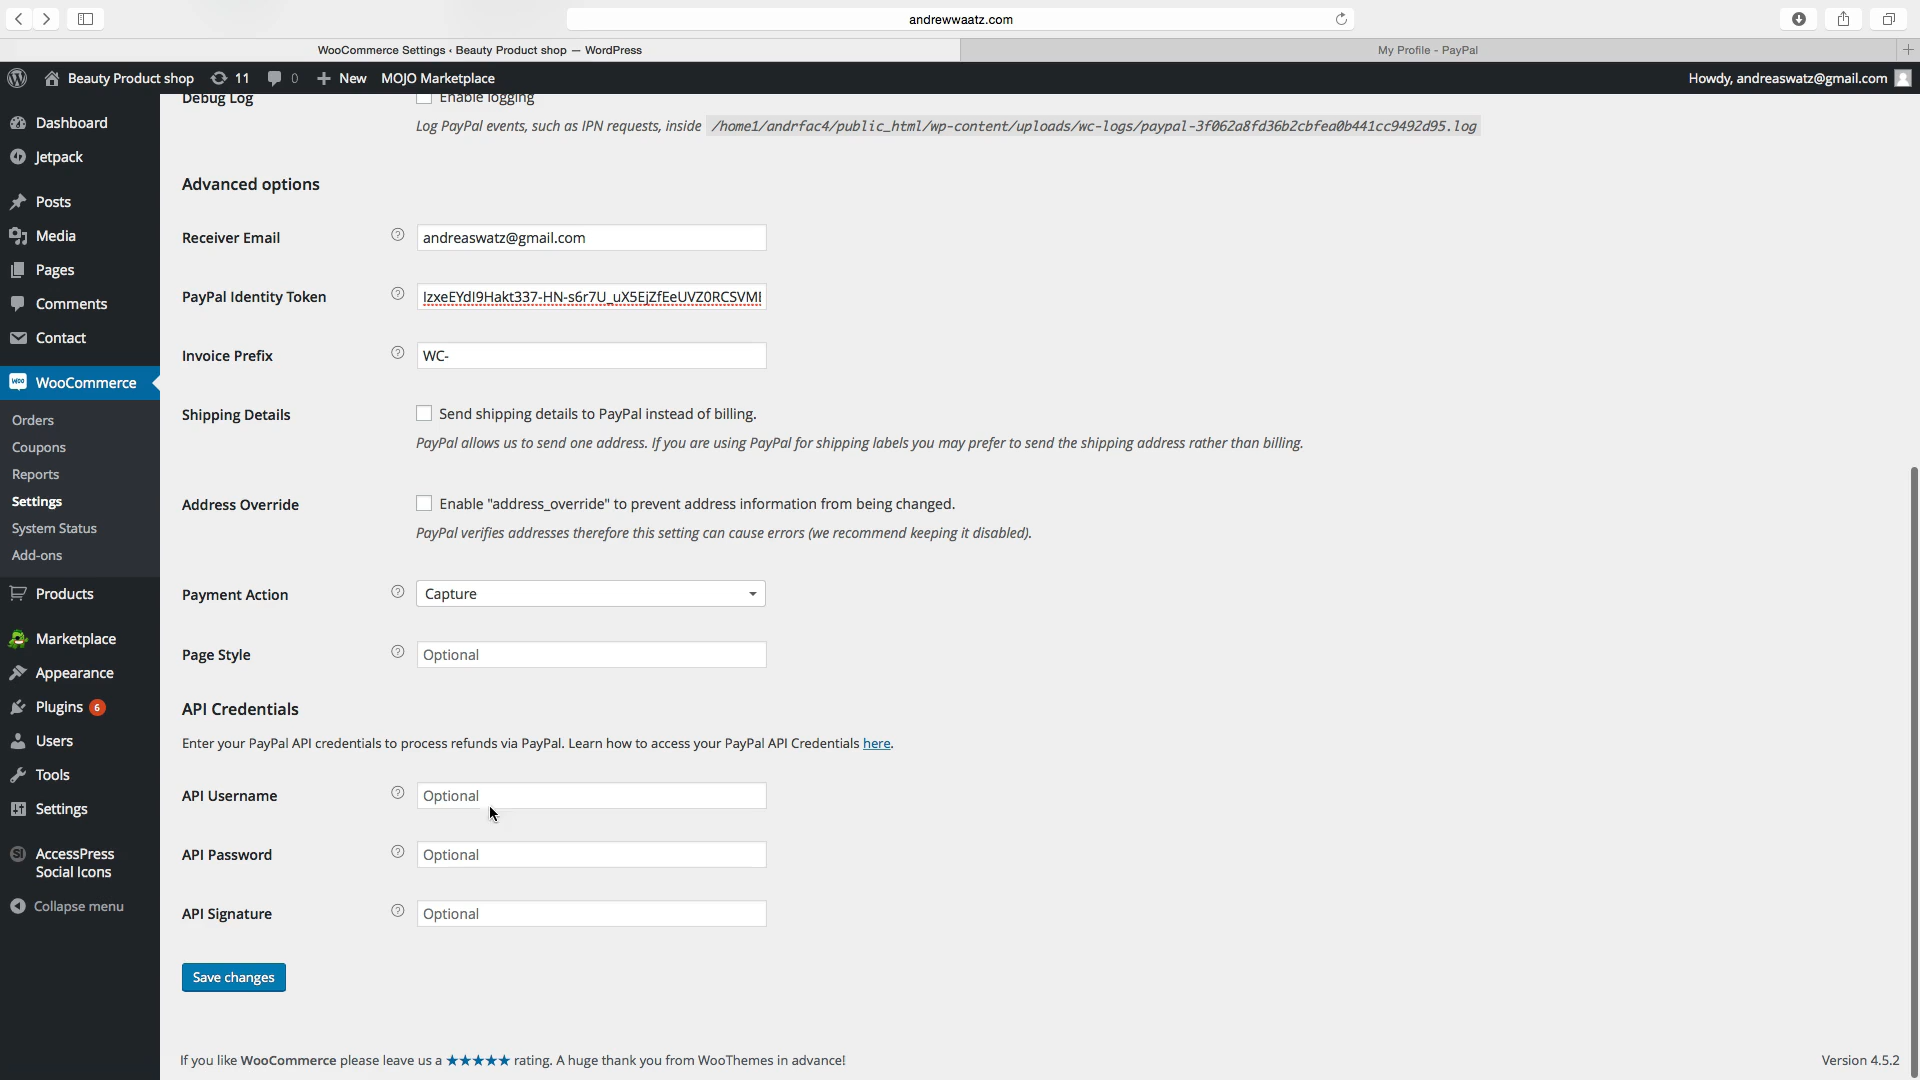 andrewwaatz.com
WooCommerce Settings ‹ Beauty Product shop — WordPress
My Profile - PayPal
Beauty Product shop
11
0
New
MOJO Marketplace
Howdy, andreaswatz@gmail.com
Dashboard
Jetpack
Posts
Media
Pages
Comments
Contact
WooCommerce
Orders
Coupons
Reports
Settings
System Status
Add-ons
Products
Marketplace
Appearance
Plugins 6
Users
Tools
Settings
AccessPress
Social Icons
Collapse menu
Debug Log
Enable logging
Log PayPal events, such as IPN requests, inside /home1/andrfac4/public_html/wp-content/uploads/wc-logs/paypal-3f062a8fd36b2cbfea0b441cc9492d95.log
Advanced options
Receiver Email
andreaswatz@gmail.com
PayPal Identity Token
Invoice Prefix
WC-
Shipping Details
Send shipping details to PayPal instead of billing.
PayPal allows us to send one address. If you are using PayPal for shipping labels you may prefer to send the shipping address rather than billing.
Address Override
Enable "address_override" to prevent address information from being changed.
PayPal verifies addresses therefore this setting can cause errors (we recommend keeping it disabled).
Payment Action
Capture
Page Style
Optional
API Credentials
Enter your PayPal API credentials to process refunds via PayPal. Learn how to access your PayPal API Credentials here.
API Username
Optional
API Password
Optional
API Signature
Optional
Save changes
If you like WooCommerce please leave us a ★★★★★ rating. A huge thank you from WooThemes in advance!
Version 4.5.2